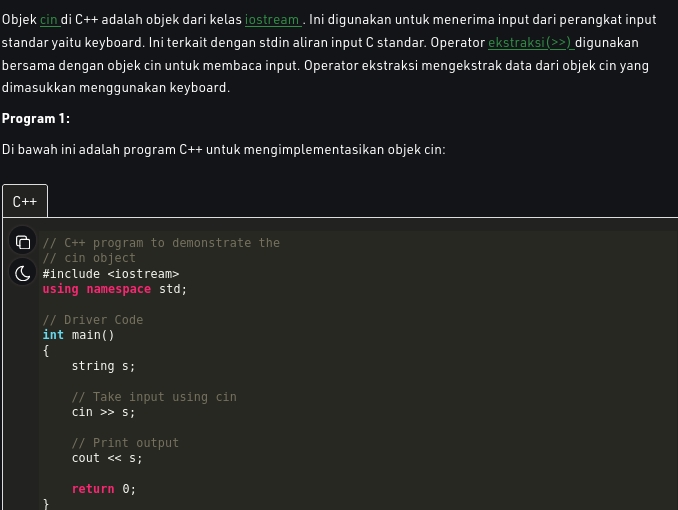 Objek cin di C++ adalah objek dari kelas iostream . Ini digunakan untuk menerima input dari perangkat input
standar yaitu keyboard. Ini terkait dengan stdin aliran input C standar. Operator ekstraksi(>>) digunakan
bersama dengan objek cin untuk membaca input. Operator ekstraksi mengekstrak data dari objek cin yang
dimasukkan menggunakan keyboard.
Program 1:
Di bawah ini adalah program C++ untuk mengimplementasikan objek cin:
C++
// C++ program to demonstrate the
// cin object
#include <iostream>
using namespace std;
// Driver Code
int main()
{
string s;
// Take input using cin
cin >> s;
// Print output
cout << s;
return 0;
}